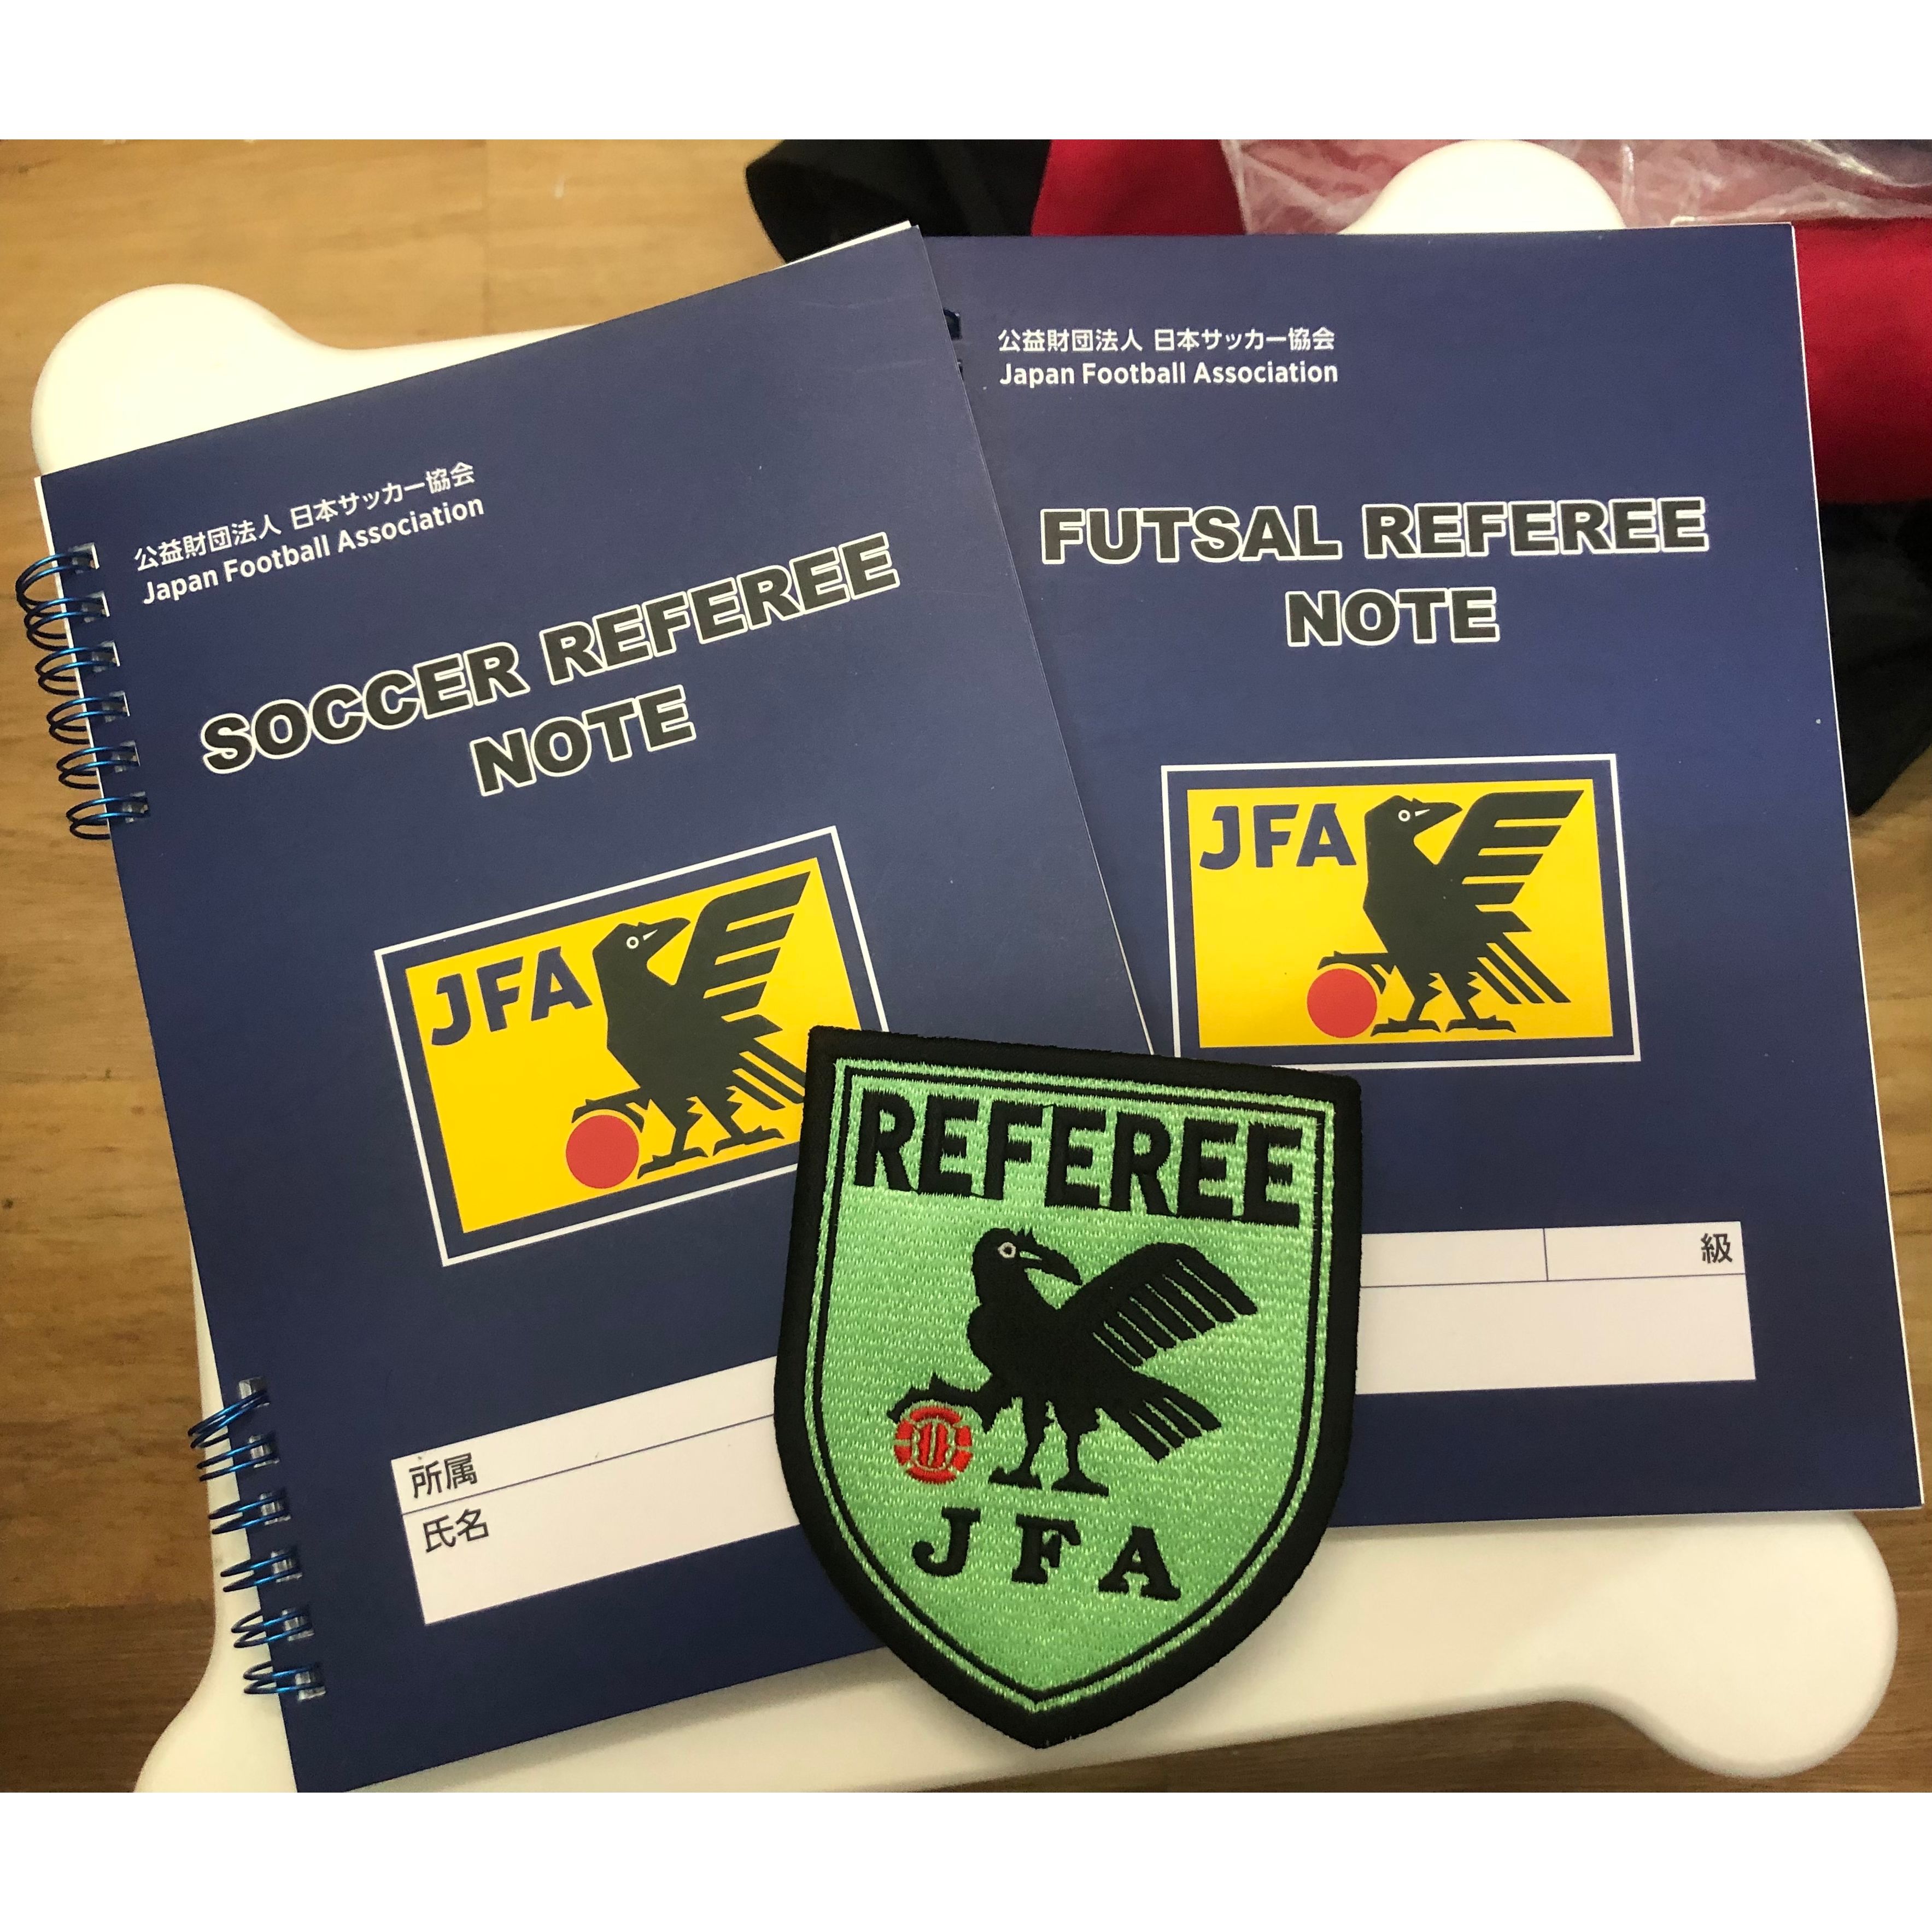 公益財団法人 日本サッカー協会
Japan Football Association
SOCCER REFEREE
NOTE
JFA
所属
氏名
公益財団法人 日本サッカー協会
Japan Football Association
FUTSAL REFEREE
NOTE
JFA
級
REFEREE
JFA